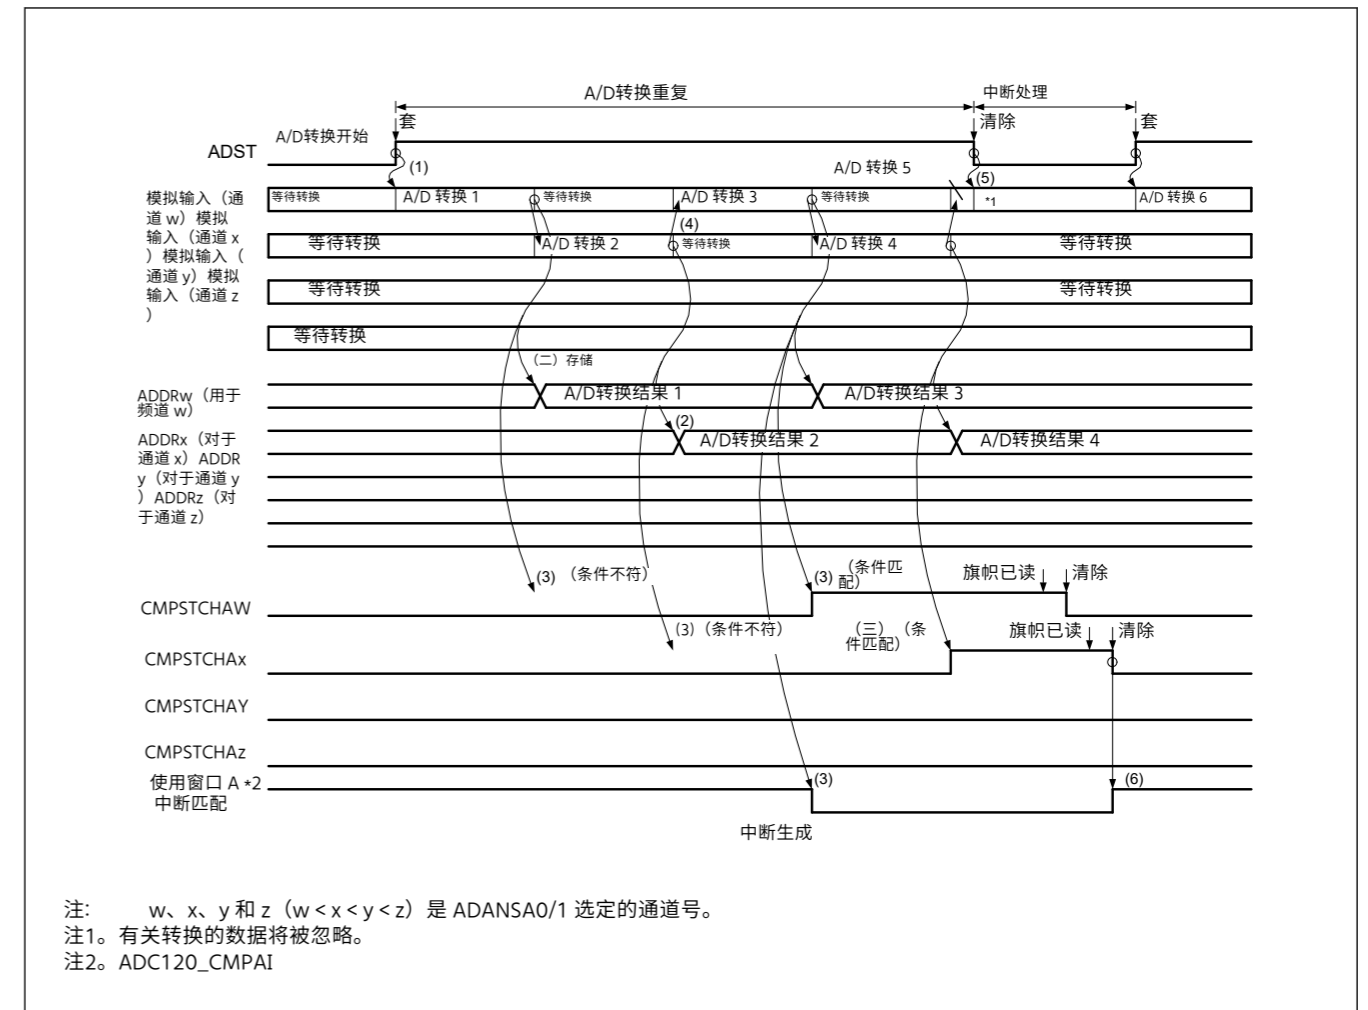 A/D转换重复
中断处理
A/D转换开始
套
清除
套
ADST
(1)
A/D 转换 5
(5)
模拟输入（通
道 w）模拟
输入（通道 x
）模拟输入（
通道 y）模拟
输入（通道 z
）
等待转换
A/D 转换 1
等待转换
A/D 转换 3
等待转换
*1
A/D 转换 6
(4)
等待转换
A/D 转换 2
等待转换
A/D 转换 4
等待转换
等待转换
等待转换
等待转换
（二）存储
ADDRw（用于
频道 w）
A/D转换结果 1
A/D转换结果 3
(2)
ADDRx（对于
通道 x）ADDR
y（对于通道 y
）ADDRz（对
于通道 z）
A/D转换结果 2
A/D转换结果 4
(3) （条件不符）
(3) （条件匹
配）
旗帜已读
清除
CMPSTCHAW
(3)（条件不符）
（三）（条
件匹配）
旗帜已读
清除
CMPSTCHAx
CMPSTCHAY
CMPSTCHAz
使用窗口 A *2
中断匹配
(3)
(6)
中断生成
注: w、x、y 和 z（w < x < y < z）是 ADANSA0/1 选定的通道号。
注1。有关转换的数据将被忽略。
注2。ADC120_CMPAI